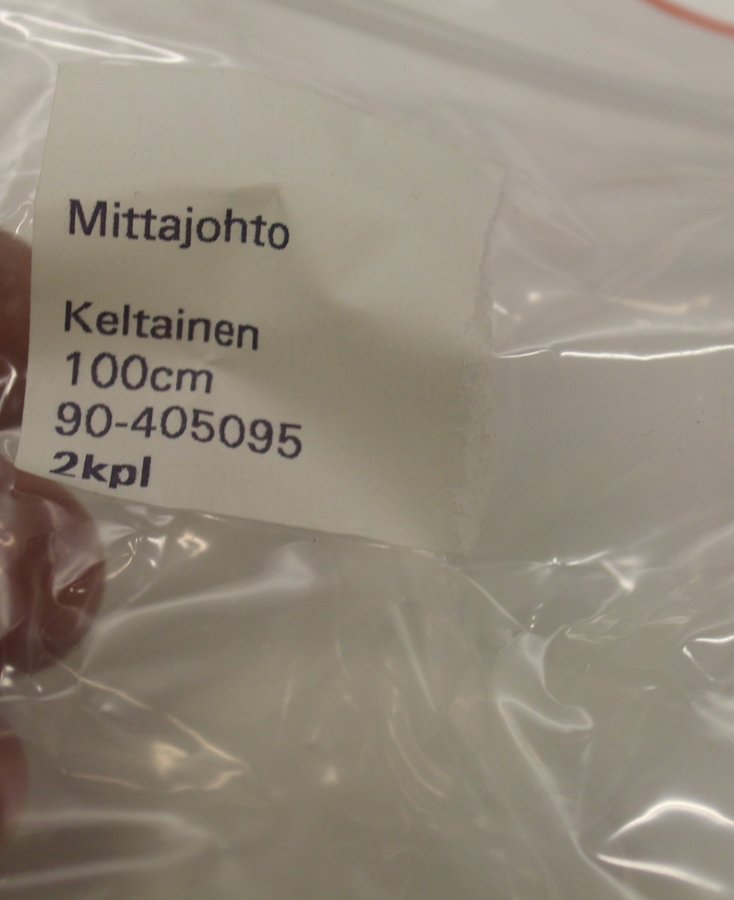 Mittajohto
Keltainen
100cm
90-405095
2kpl